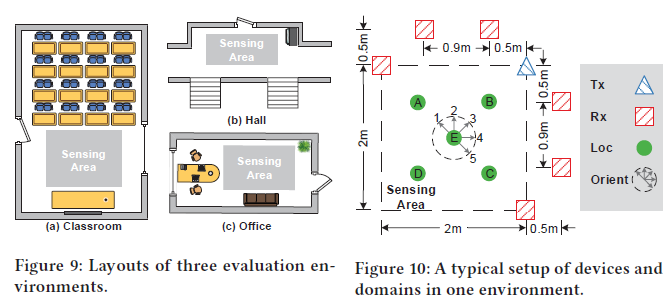 Sensing
Area
(a) Classroom
Sensing
Area
(b) Hall
Sensing
Area
(c) Office
Figure 9: Layouts of three evaluation en-
vironments.
0.5m
0.9m
0.5m
2m
A
B
1
2
3
E
4
5
D
C
Sensing
Area
0.5m
0.9m
2m
0.5m
Tx
Rx
Loc
Orient
Figure 10: A typical setup of devices and
domains in one environment.